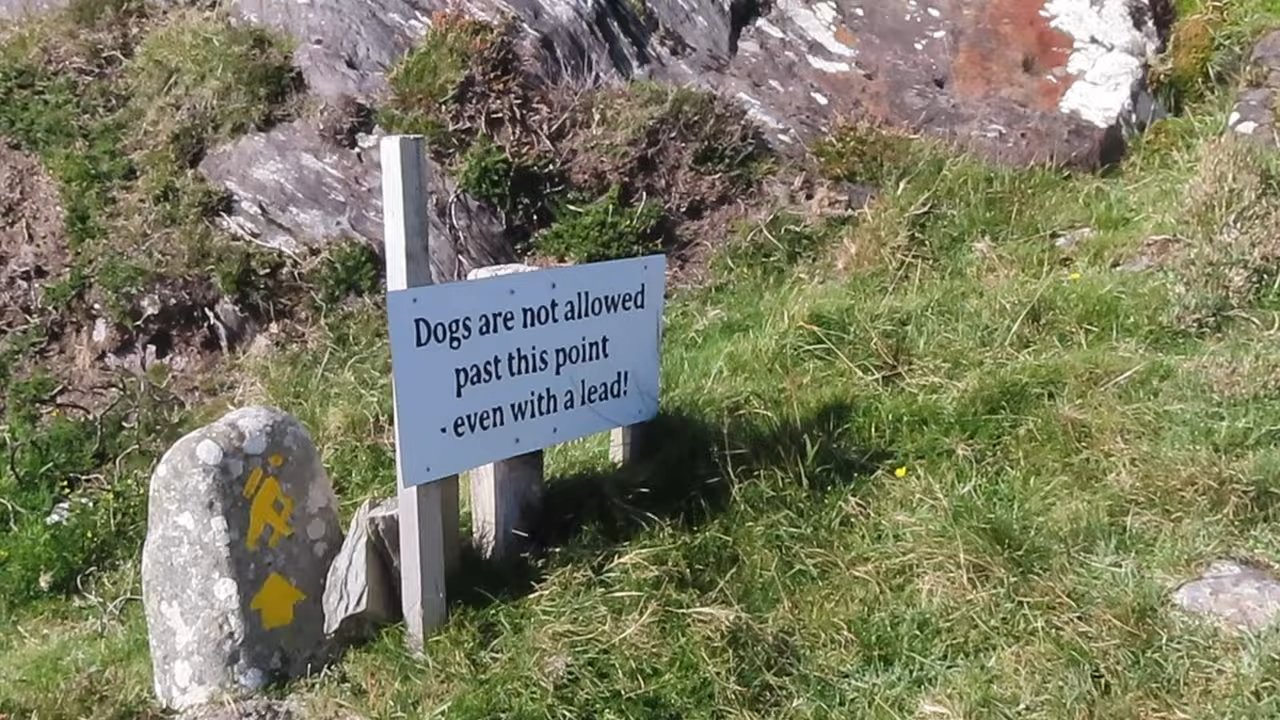 Dogs are not allowed
past this point
- even with a lead!